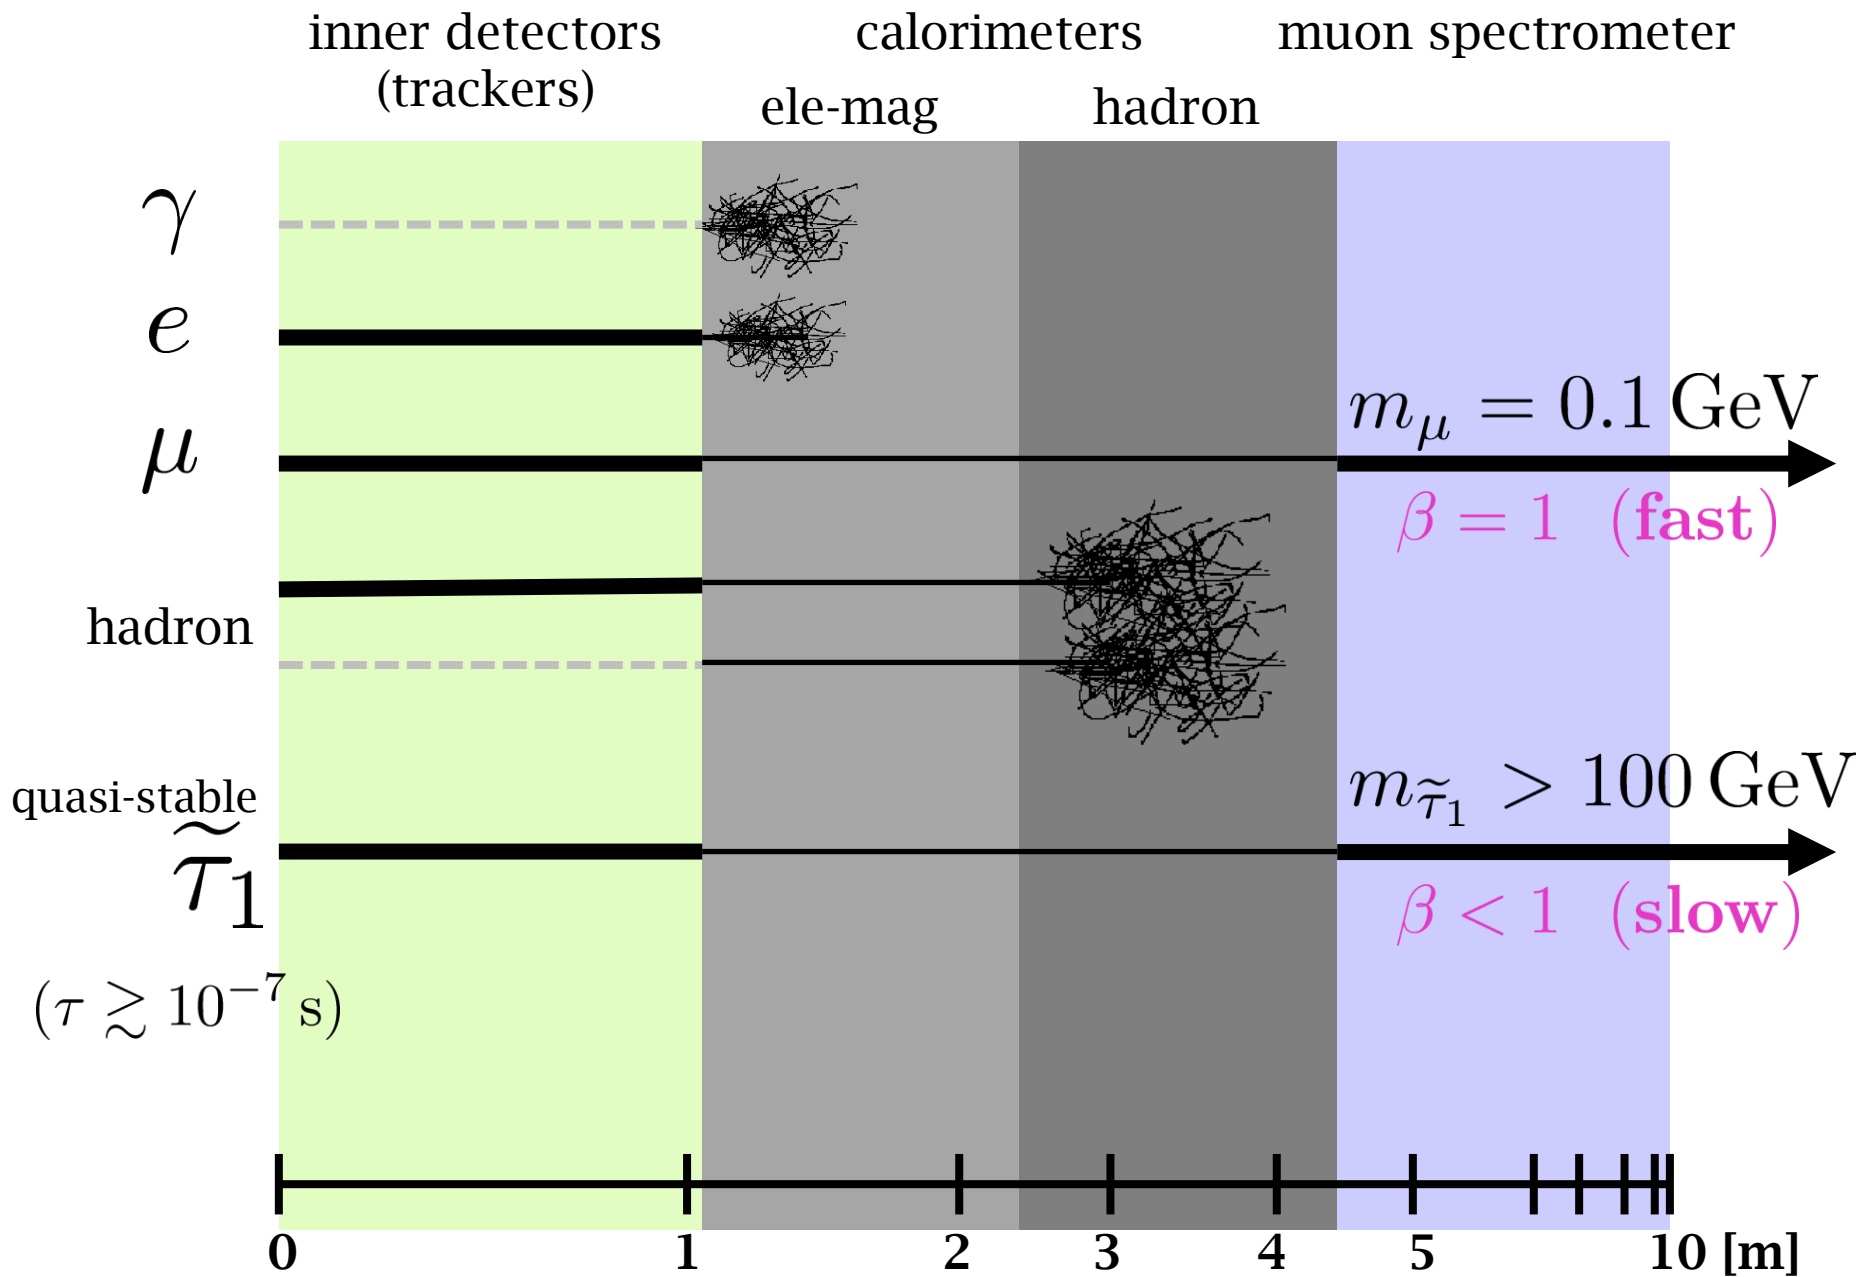 inner detectors
(trackers)
calorimeters
muon spectrometer
ele-mag
hadron
γ
e
μ
m_μ = 0.1 GeV
β = 1 (fast)
hadron
quasi-stable
τ̃₁
m_τ̃₁ > 100 GeV
β < 1 (slow)
(τ ≳ 10⁻⁷ s)
0 1 2 3 4 5 10 [m]